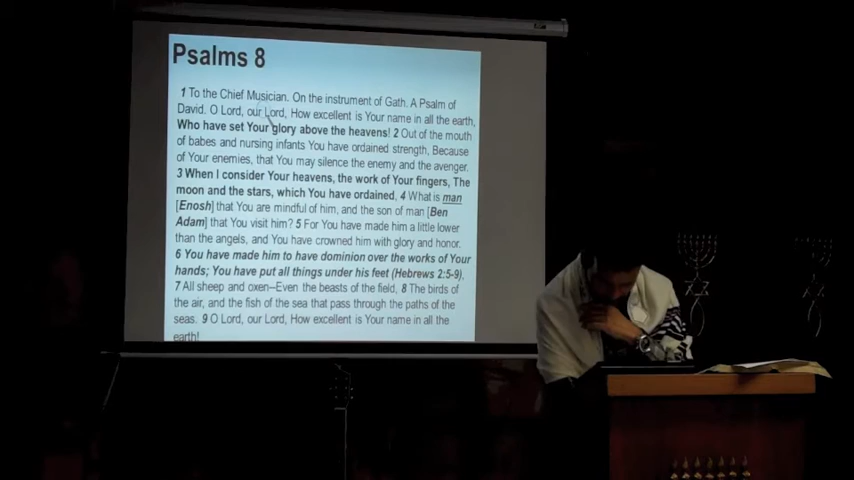 Psalms 8
1 To the Chief Musician. On the instrument of Gath. A Psalm of
David. O Lord, our Lord, How excellent is Your name in all the earth,
Who have set Your glory above the heavens! 2 Out of the mouth
of babes and nursing infants You have ordained strength, Because
of Your enemies, that You may silence the enemy and the avenger.
3 When I consider Your heavens, the work of Your fingers, The
moon and the stars, which You have ordained, 4 What is man
[Enosh] that You are mindful of him, and the son of man [Ben
Adam] that You visit him? 5 For You have made him a little lower
than the angels, and You have crowned him with glory and honor.
6 You have made him to have dominion over the works of Your
hands; You have put all things under his feet (Hebrews 2:5-9),
7 All sheep and oxen–Even the beasts of the field, 8 The birds of
the air, and the fish of the sea that pass through the paths of the
seas. 9 O Lord, our Lord, How excellent is Your name in all the
earth!